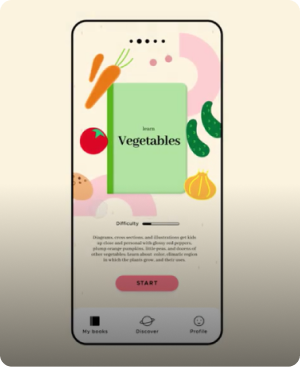 learn
Vegetables
Difficulty
Diagrams, cross-sections, and illustrations get kids
up close and personal with glossy red peppers,
plump orange pumpkins, little peas, and dozens of
other vegetables; learn about color, climatic region
in which the plants grow, and their uses.
START
My books
Discover
Profile